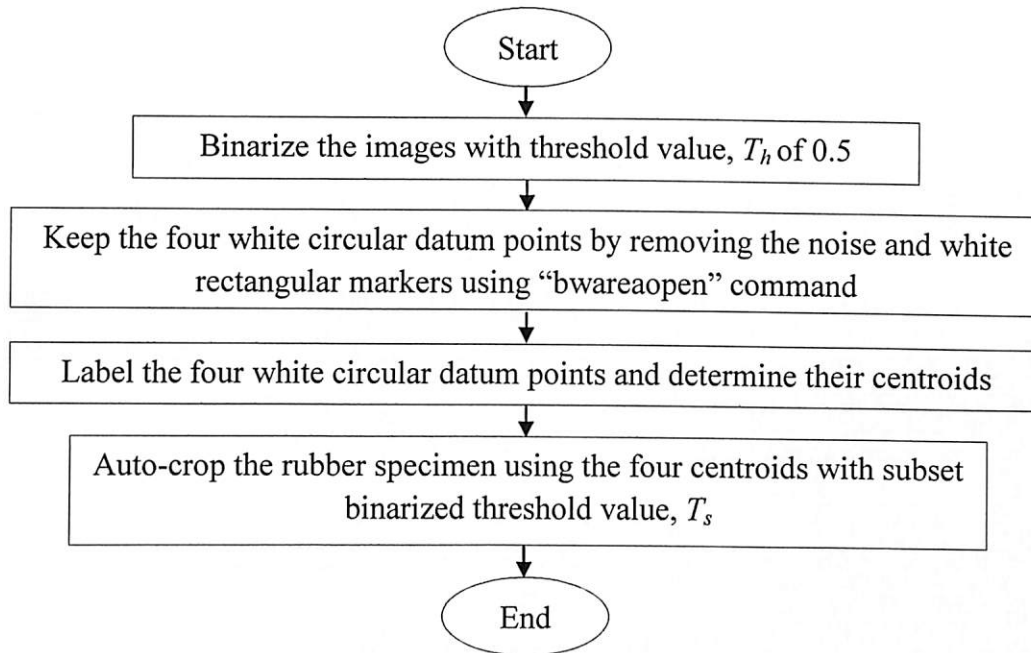 Start
Binarize the images with threshold value, Th of 0.5
Keep the four white circular datum points by removing the noise and white
rectangular markers using “bwareaopen” command
Label the four white circular datum points and determine their centroids
Auto-crop the rubber specimen using the four centroids with subset
binarized threshold value, Ts
End